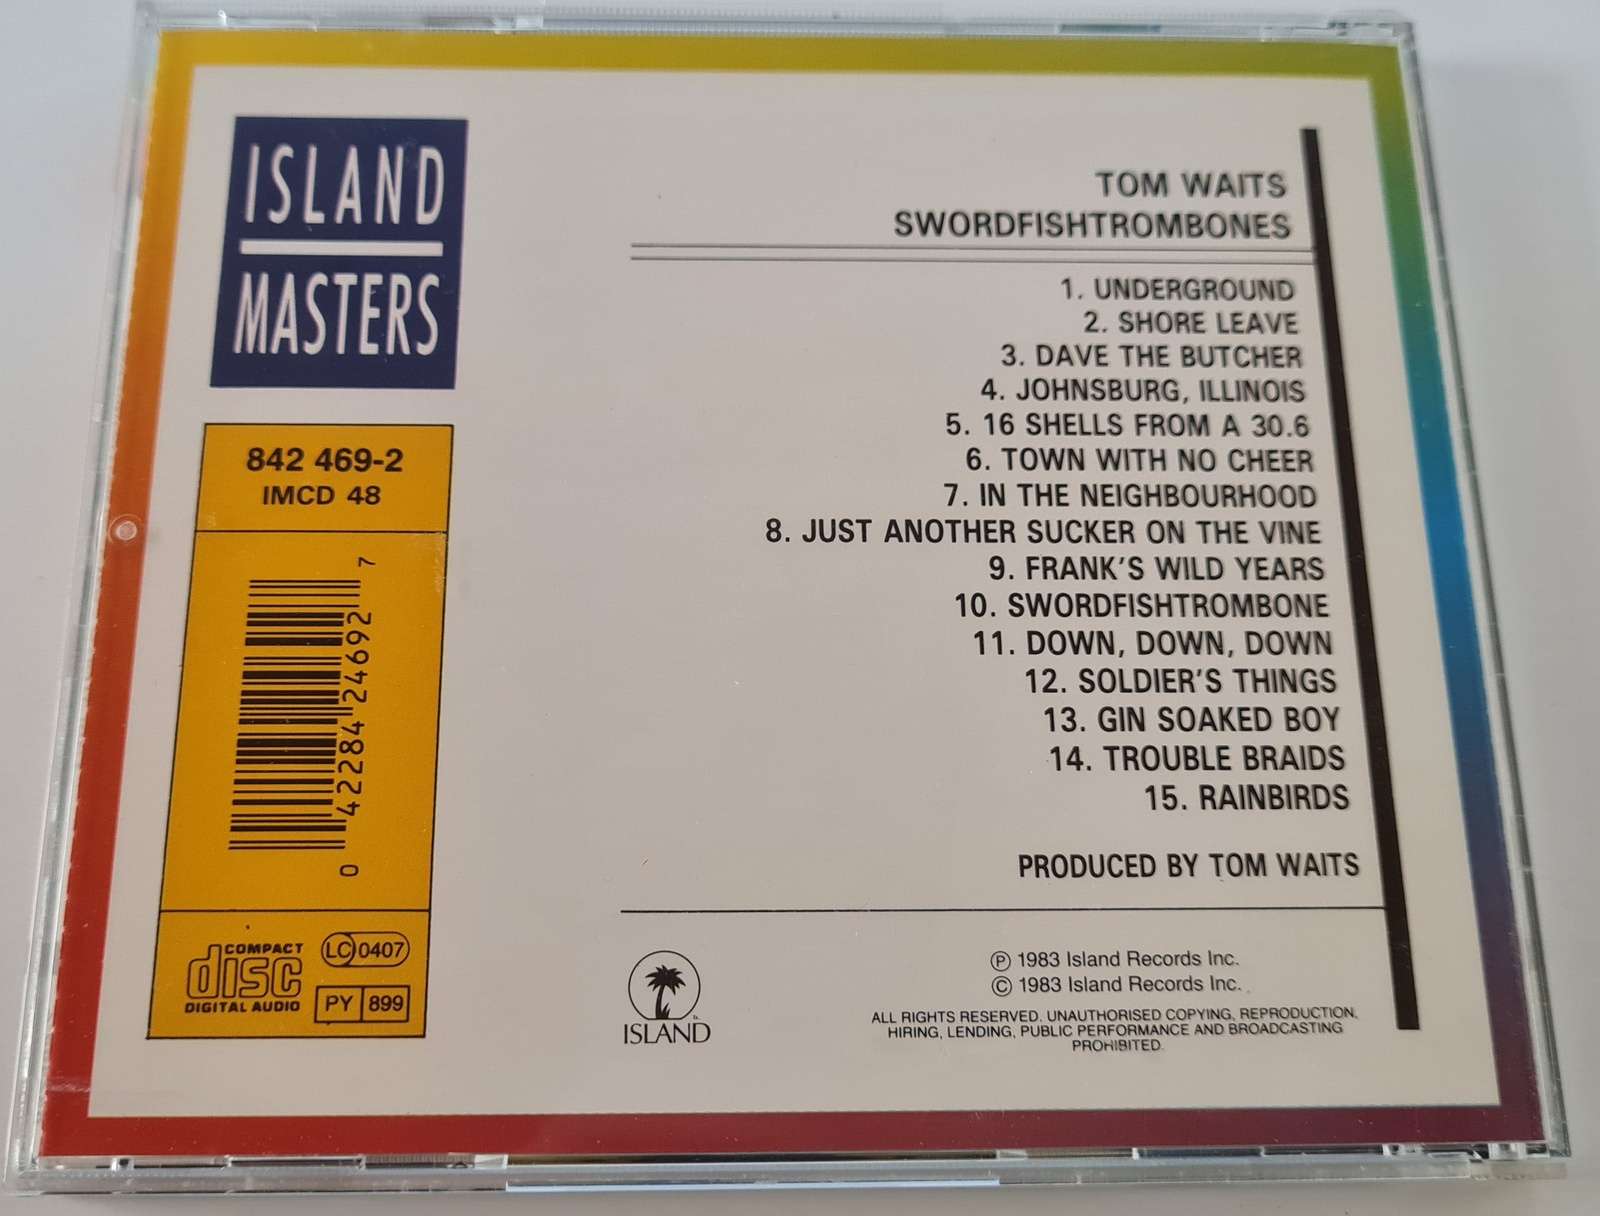 ISLAND
MASTERS
842 469-2
IMCD 48
0 42284 24692 7
COMPACT
disc
DIGITAL AUDIO
LC 0407
PY 899
TOM WAITS
SWORDFISHTROMBONES
1. UNDERGROUND
2. SHORE LEAVE
3. DAVE THE BUTCHER
4. JOHNSBURG, ILLINOIS
5. 16 SHELLS FROM A 30.6
6. TOWN WITH NO CHEER
7. IN THE NEIGHBOURHOOD
8. JUST ANOTHER SUCKER ON THE VINE
9. FRANK'S WILD YEARS
10. SWORDFISHTROMBONE
11. DOWN, DOWN, DOWN
12. SOLDIER'S THINGS
13. GIN SOAKED BOY
14. TROUBLE BRAIDS
15. RAINBIRDS
PRODUCED BY TOM WAITS
ISLAND
Ⓟ 1983 Island Records Inc.
© 1983 Island Records Inc.
ALL RIGHTS RESERVED. UNAUTHORISED COPYING, REPRODUCTION,
HIRING, LENDING, PUBLIC PERFORMANCE AND BROADCASTING
PROHIBITED.